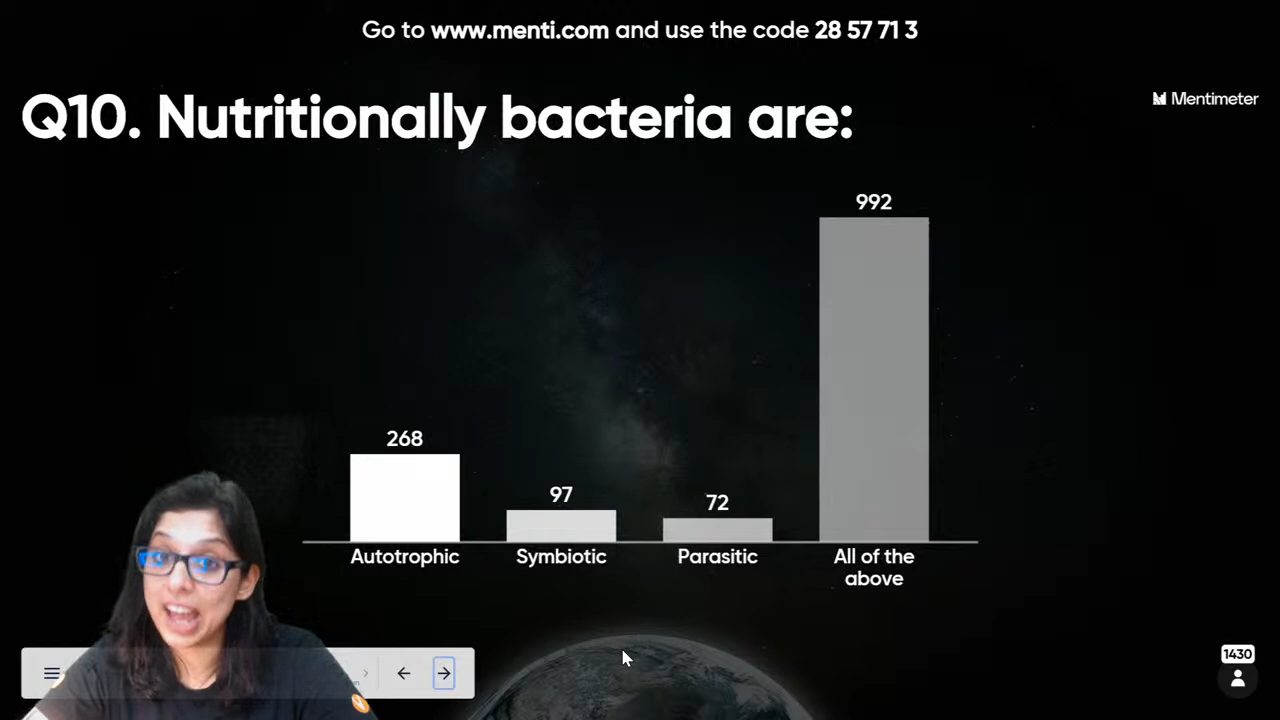 Go to www.menti.com and use the code 28 57 71 3
Q10. Nutritionally bacteria are:
Mentimeter
992
268
97
72
Autotrophic
Symbiotic
Parasitic
All of the
above
1430